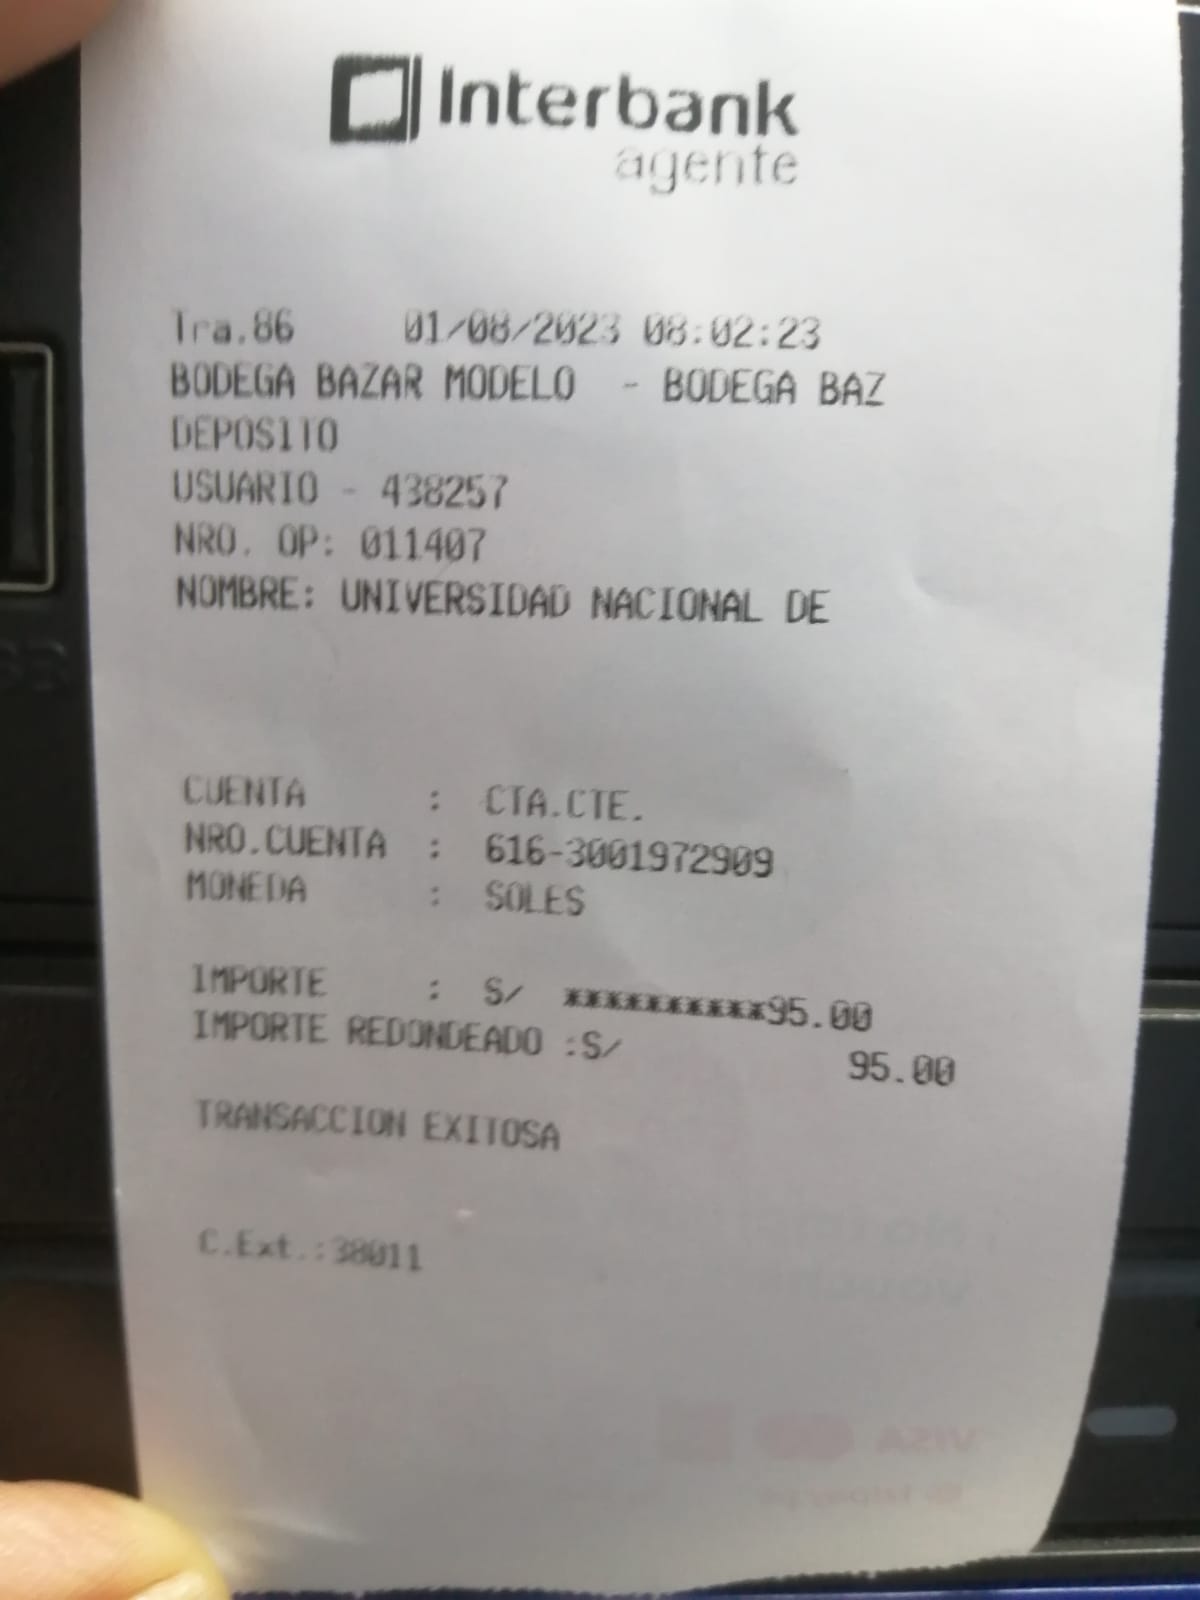 Interbank
agente
Tra.86 01/08/2023 08:02:23
BODEGA BAZAR MODELO - BODEGA BAZ
DEPOSITO
USUARIO - 438257
NRO. OP: 011407
NOMBRE: UNIVERSIDAD NACIONAL DE
CUENTA : CTA.CTE.
NRO.CUENTA : 616-3001972909
MONEDA : SOLES
IMPORTE : S/ **********95.00
IMPORTE REDONDEADO :S/ 95.00
TRANSACCION EXITOSA
C.Ext.:38011
VISA